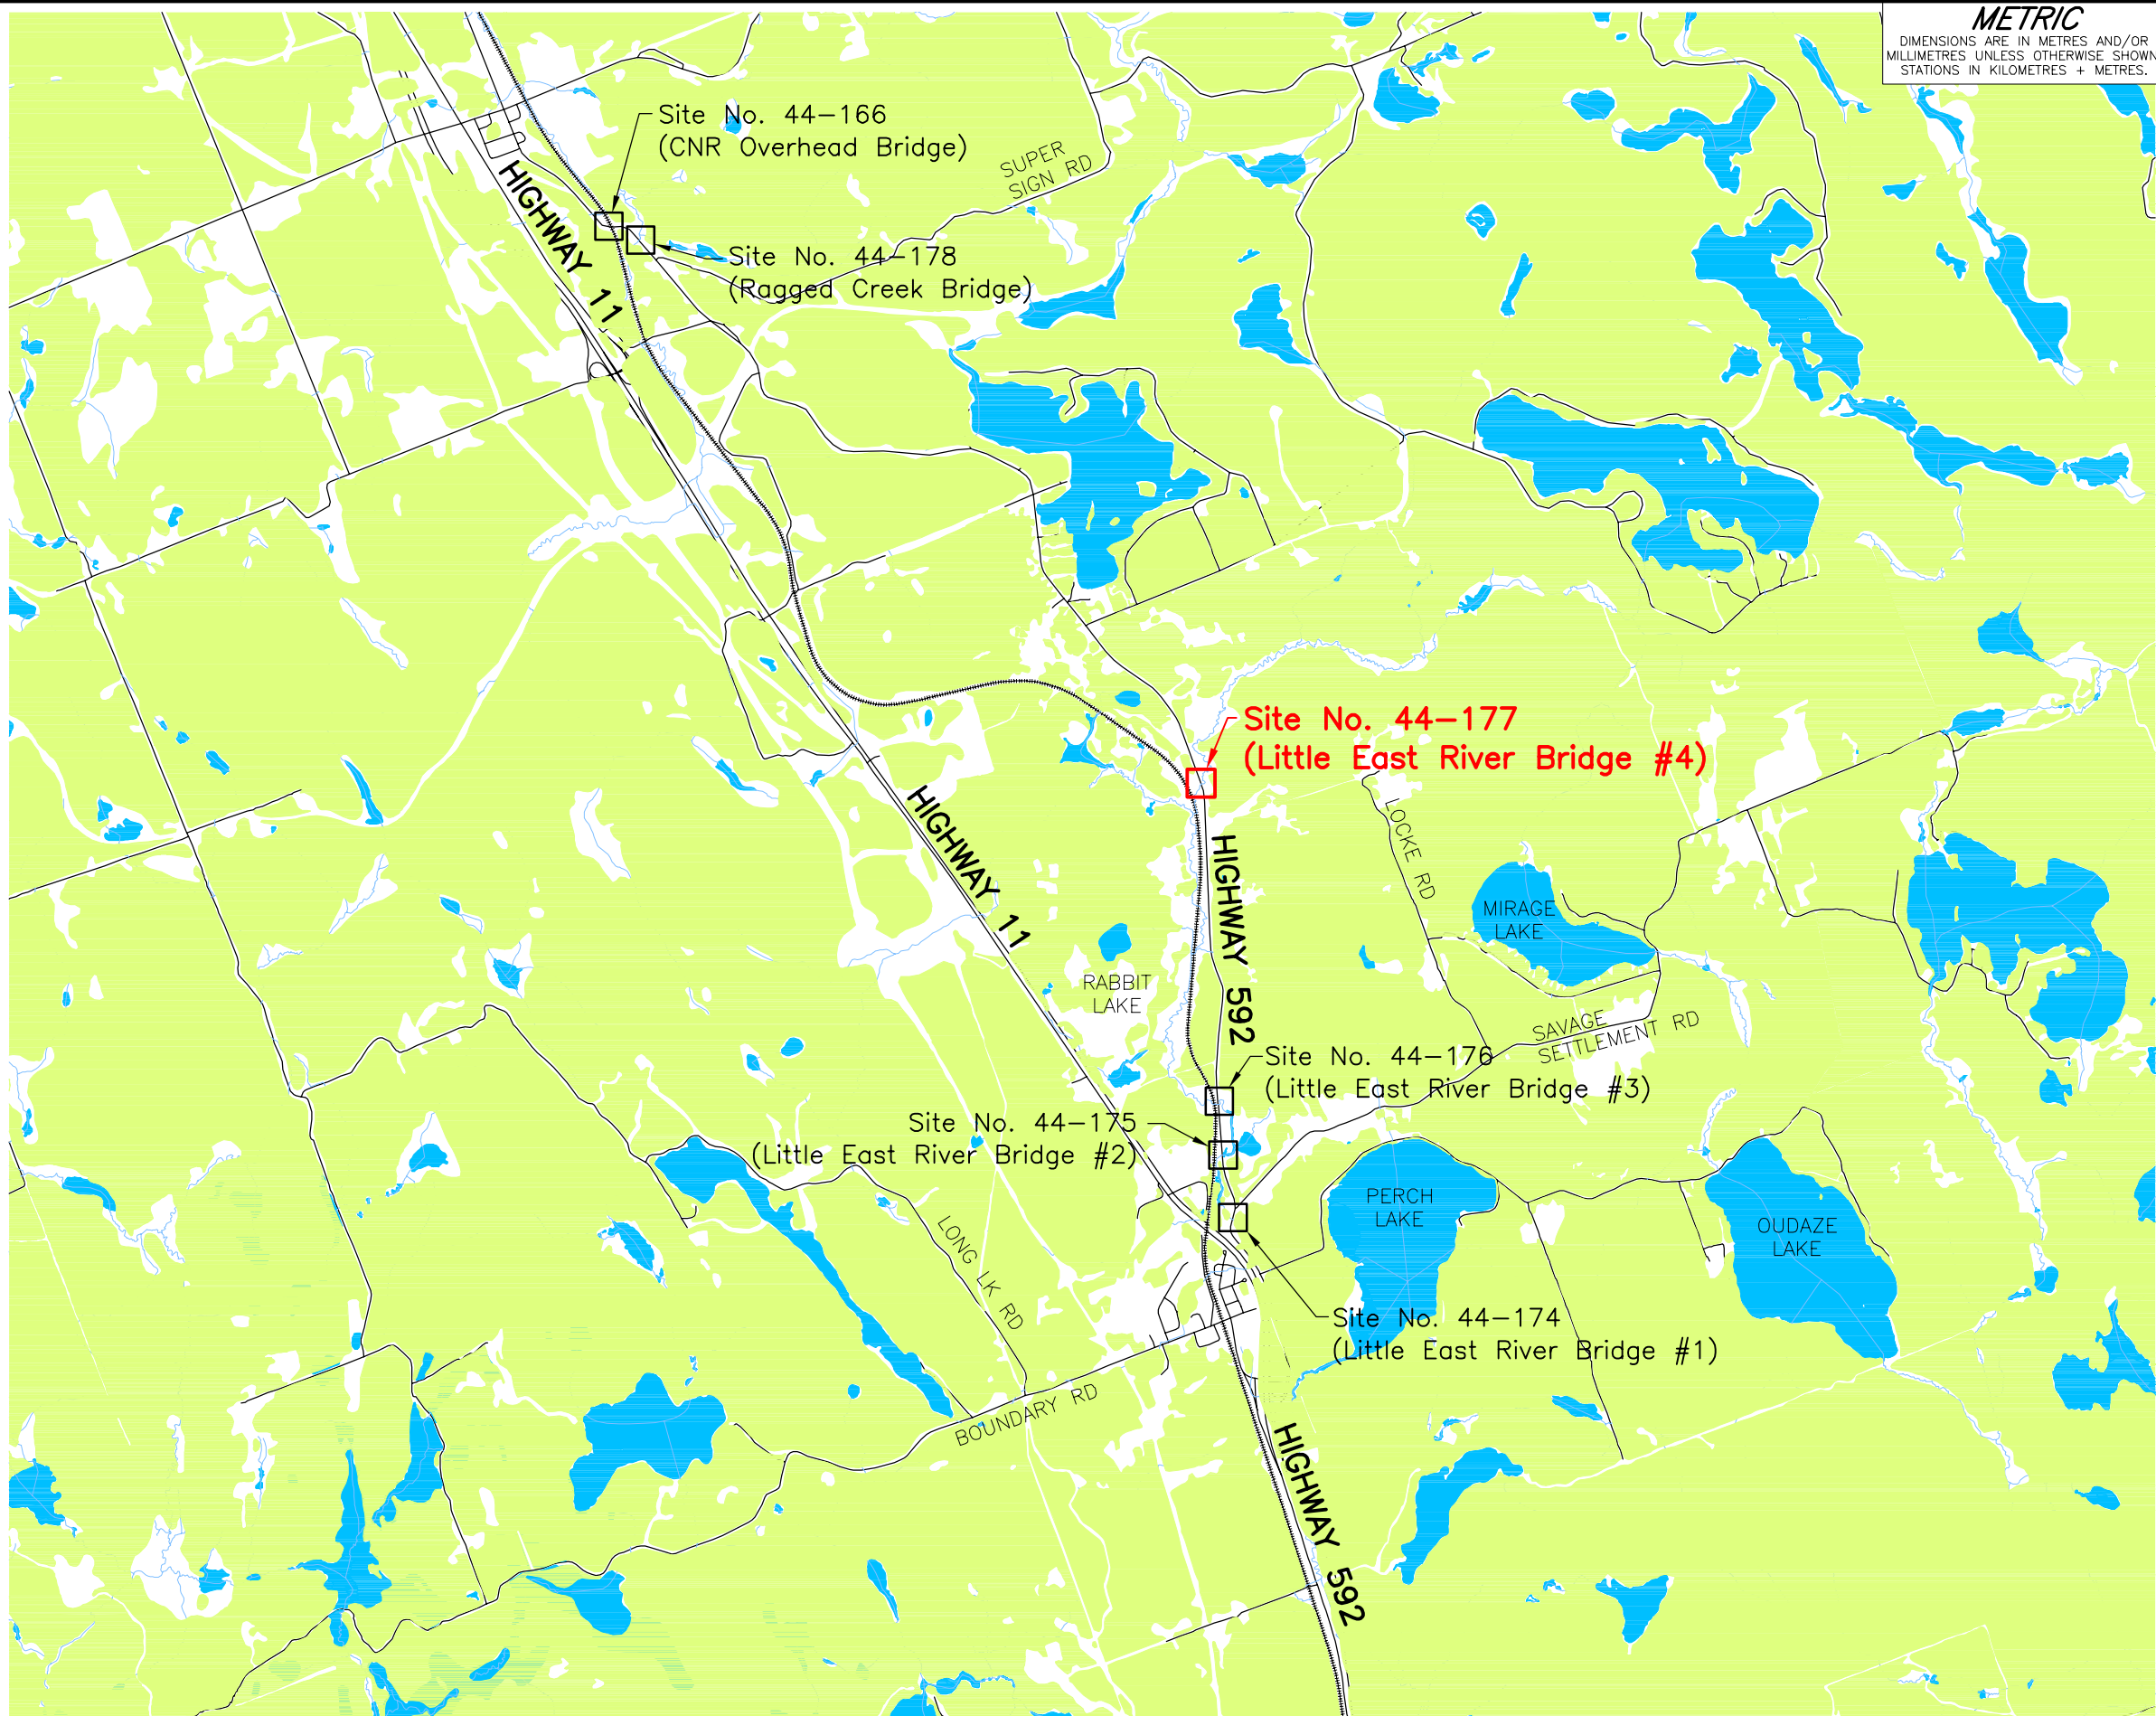 METRIC
DIMENSIONS ARE IN METRES AND/OR
MILLIMETRES UNLESS OTHERWISE SHOWN
STATIONS IN KILOMETRES + METRES.
Site No. 44-166
(CNR Overhead Bridge)
SUPER
SIGN RD
HIGHWAY 11
Site No. 44-178
(Ragged Creek Bridge)
Site No. 44-177
(Little East River Bridge #4)
HIGHWAY 11
LOCKE RD
HIGHWAY 592
MIRAGE
LAKE
RABBIT
LAKE
SAVAGE
SETTLEMENT RD
Site No. 44-176
(Little East River Bridge #3)
Site No. 44-175
(Little East River Bridge #2)
PERCH
LAKE
OUDAZE
LAKE
LONG LK RD
Site No. 44-174
(Little East River Bridge #1)
BOUNDARY RD
HIGHWAY 592